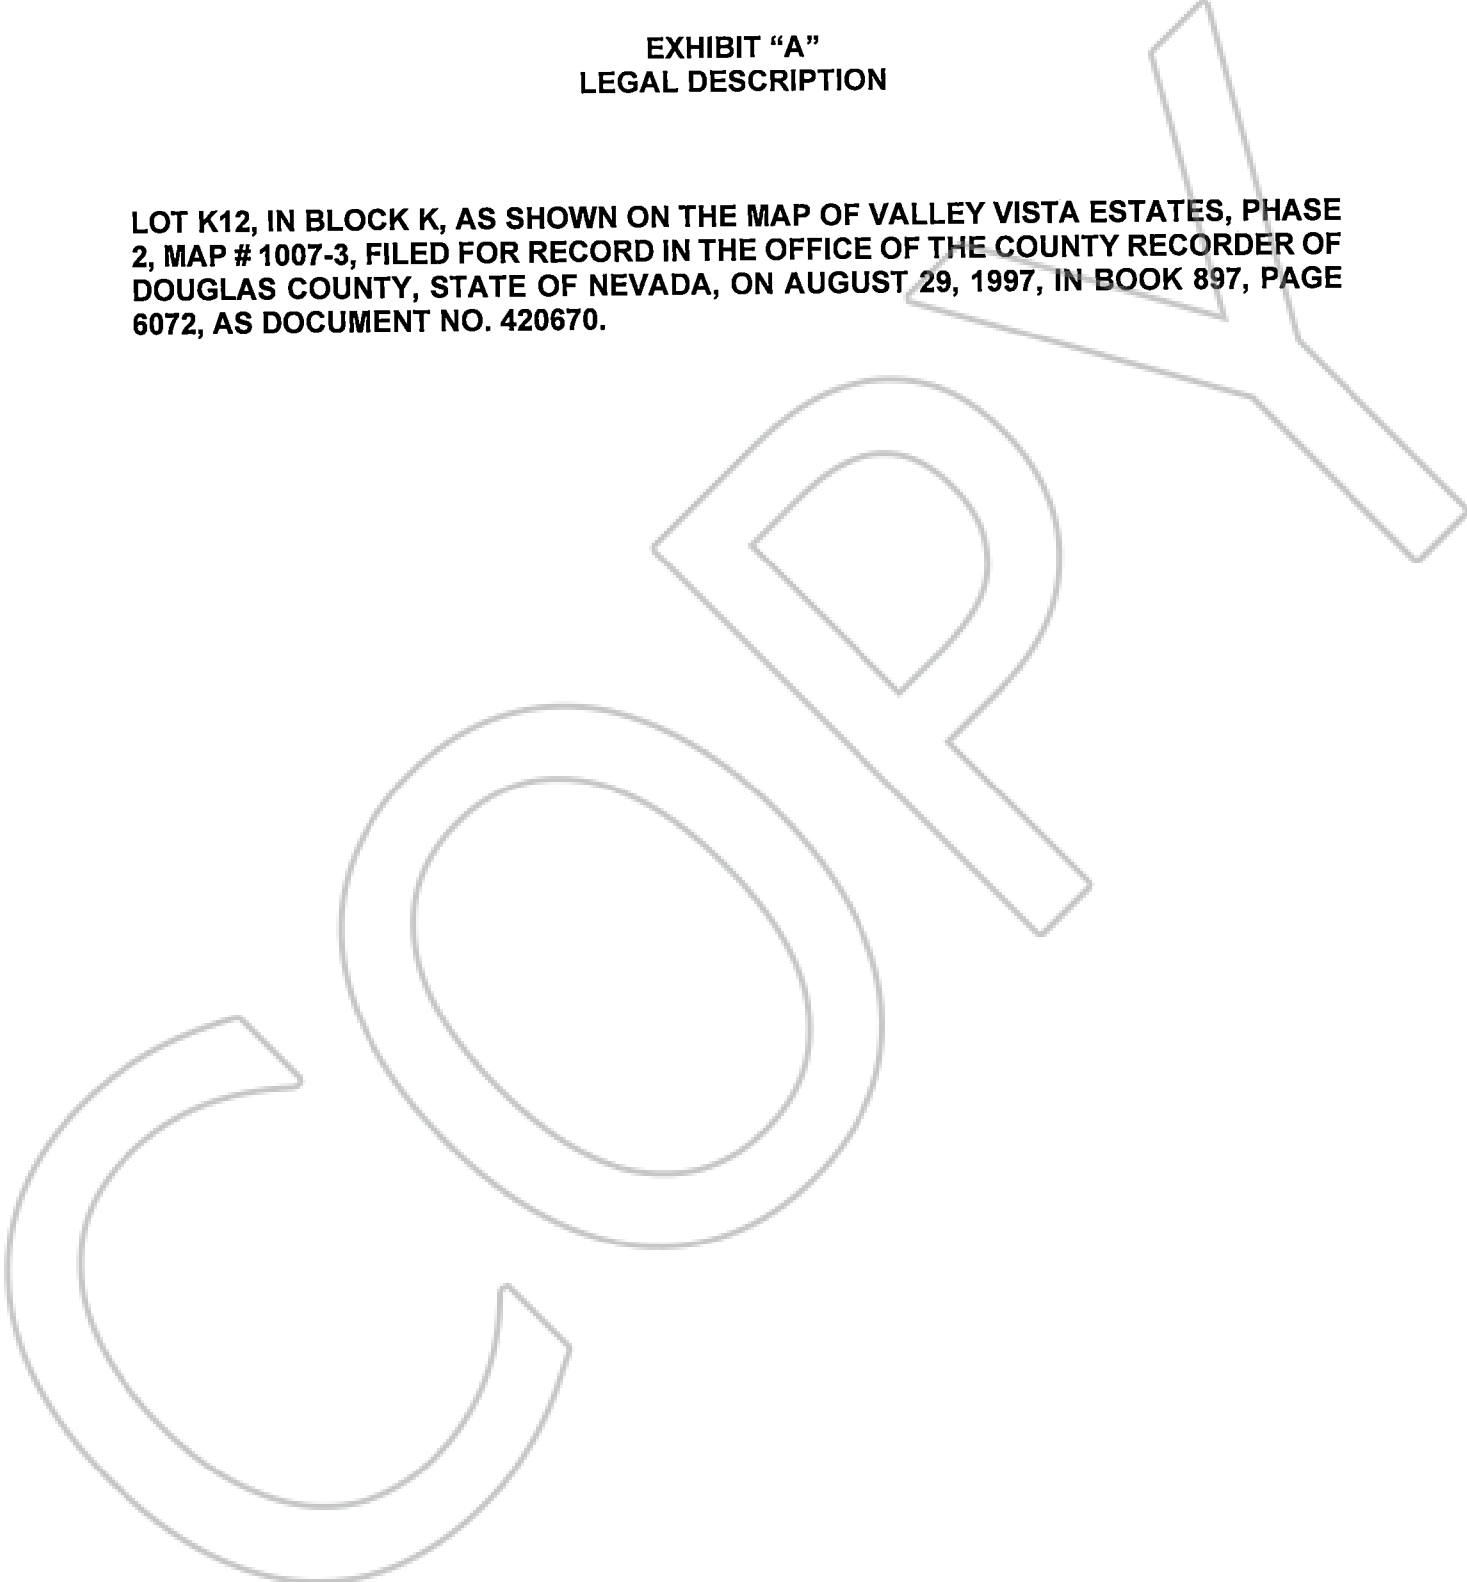 EXHIBIT “A”
LEGAL DESCRIPTION
LOT K12, IN BLOCK K, AS SHOWN ON THE MAP OF VALLEY VISTA ESTATES, PHASE
2, MAP # 1007-3, FILED FOR RECORD IN THE OFFICE OF THE COUNTY RECORDER OF
DOUGLAS COUNTY, STATE OF NEVADA, ON AUGUST 29, 1997, IN BOOK 897, PAGE
6072, AS DOCUMENT NO. 420670.
COPY